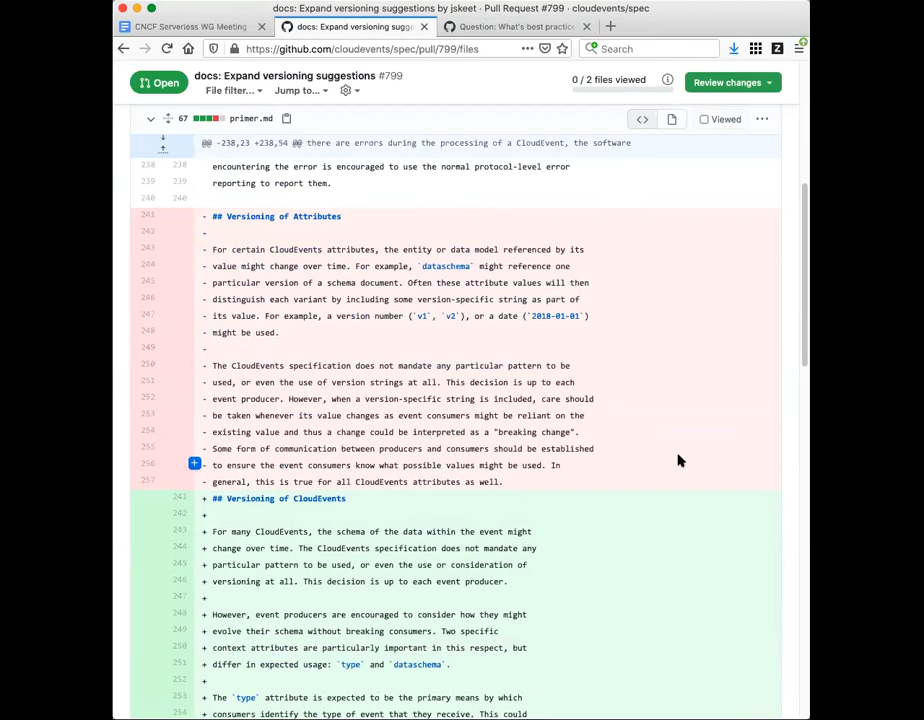 docs: Expand versioning suggestions by jskeet · Pull Request #799 · cloudevents/spec
CNCF Serverless WG Meeting
docs: Expand versioning sugge
Question: What's best practic
https://github.com/cloudevents/spec/pull/799/files
Search
Open
docs: Expand versioning suggestions #799
File filter...
Jump to...
0 / 2 files viewed
Review changes
67 primer.md
Viewed
@@ -238,23 +238,54 @@ there are errors during the processing of a CloudEvent, the software
238 238 encountering the error is encouraged to use the normal protocol-level error
239 239 reporting to report them.
240 240
241 - ## Versioning of Attributes
242 -
243 - For certain CloudEvents attributes, the entity or data model referenced by its
244 - value might change over time. For example, `dataschema` might reference one
245 - particular version of a schema document. Often these attribute values will then
246 - distinguish each variant by including some version-specific string as part of
247 - its value. For example, a version number (`v1`, `v2`), or a date (`2018-01-01`)
248 - might be used.
249 -
250 - The CloudEvents specification does not mandate any particular pattern to be
251 - used, or even the use of version strings at all. This decision is up to each
252 - event producer. However, when a version-specific string is included, care should
253 - be taken whenever its value changes as event consumers might be reliant on the
254 - existing value and thus a change could be interpreted as a "breaking change".
255 - Some form of communication between producers and consumers should be established
256 - to ensure the event consumers know what possible values might be used. In
257 - general, this is true for all CloudEvents attributes as well.
241 + ## Versioning of CloudEvents
242 +
243 + For many CloudEvents, the schema of the data within the event might
244 + change over time. The CloudEvents specification does not mandate any
245 + particular pattern to be used, or even the use or consideration of
246 + versioning at all. This decision is up to each event producer.
247 +
248 + However, event producers are encouraged to consider how they might
249 + evolve their schema without breaking consumers. Two specific
250 + context attributes are particularly important in this respect, but
251 + differ in expected usage: `type` and `dataschema`.
252 +
253 + The `type` attribute is expected to be the primary means by which
254 + consumers identify the type of event that they receive. This could